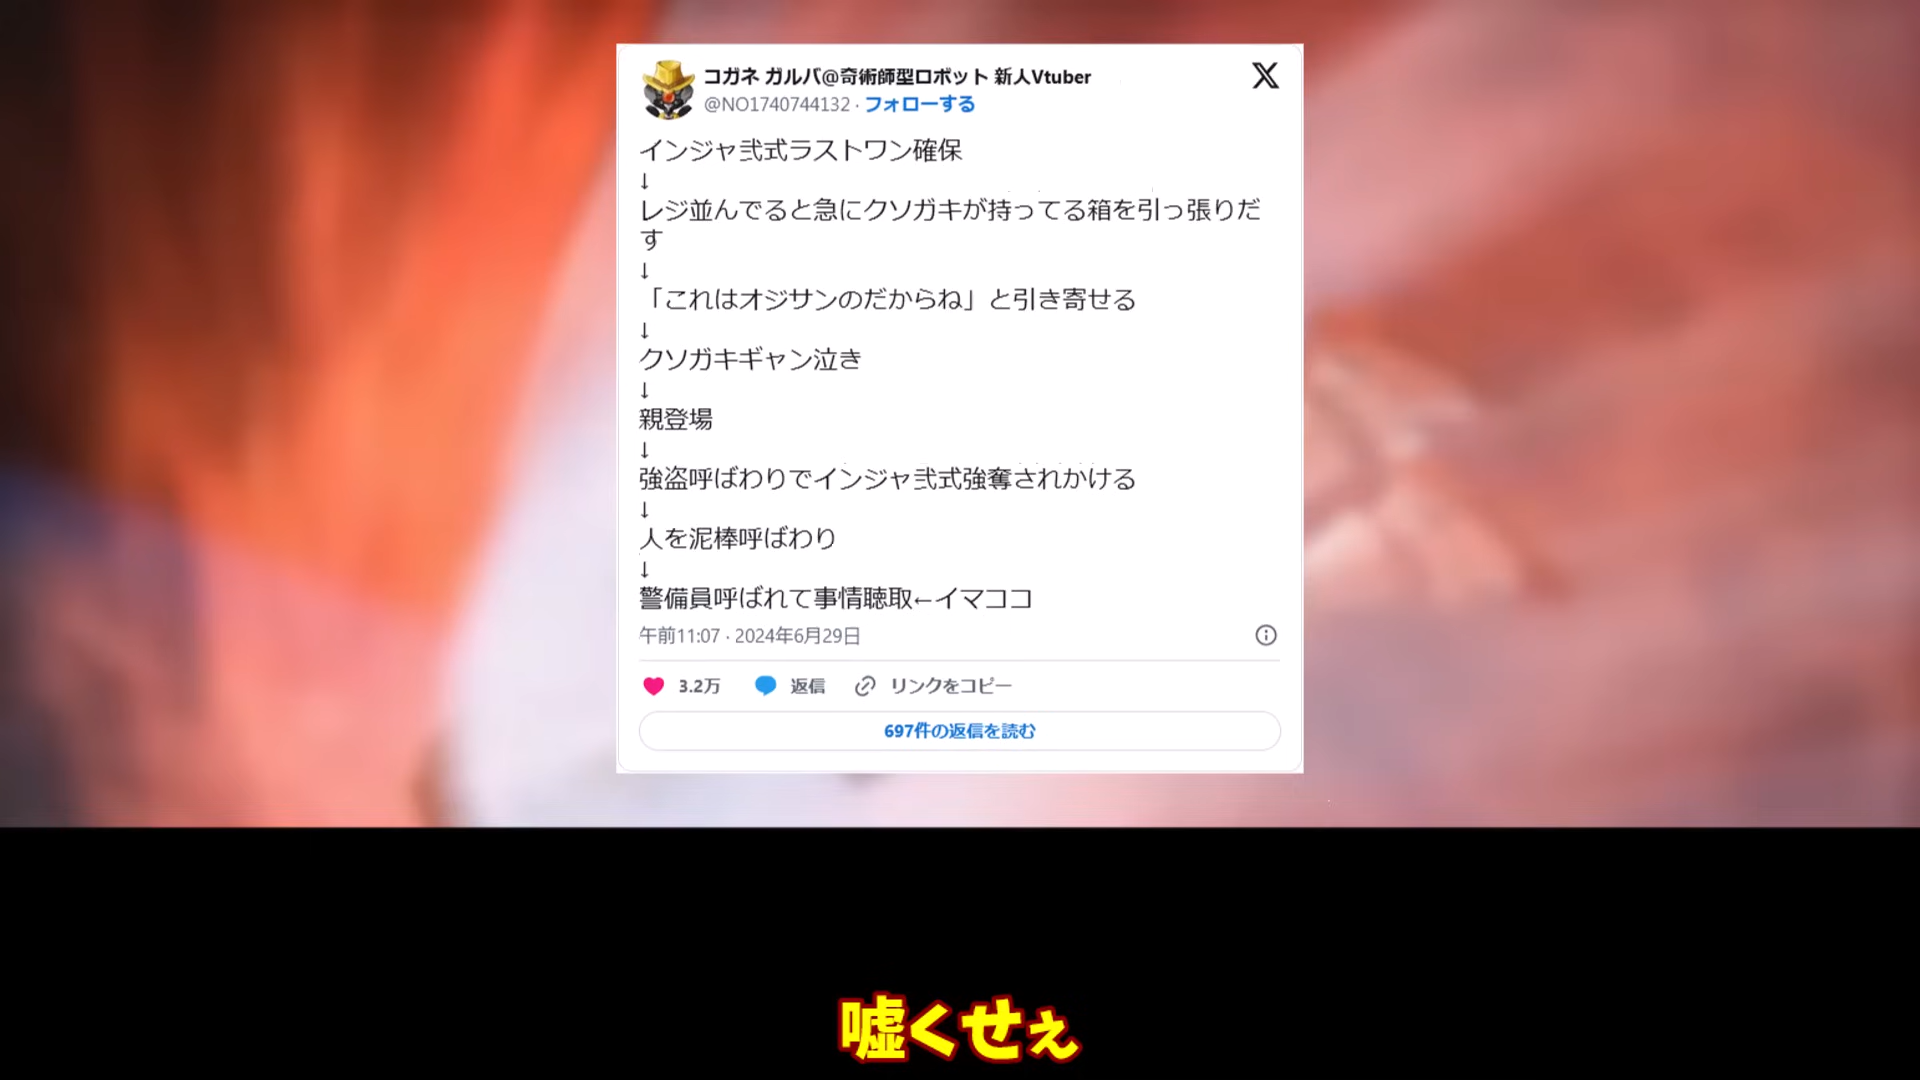 コガネ ガルバ@奇術師型ロボット 新人Vtuber
@NO1740744132 · フォローする
インジャ弐式ラストワン確保
↓
レジ並んでると急にクソガキが持ってる箱を引っ張りだ
す
↓
「これはオジサンのだからね」と引き寄せる
↓
クソガキギャン泣き
↓
親登場
↓
強盗呼ばわりでインジャ弐式強奪されかける
↓
人を泥棒呼ばわり
↓
警備員呼ばれて事情聴取←イマココ
午前11:07 · 2024年6月29日
3.2万 返信 リンクをコピー
697件の返信を読む
嘘くせぇ